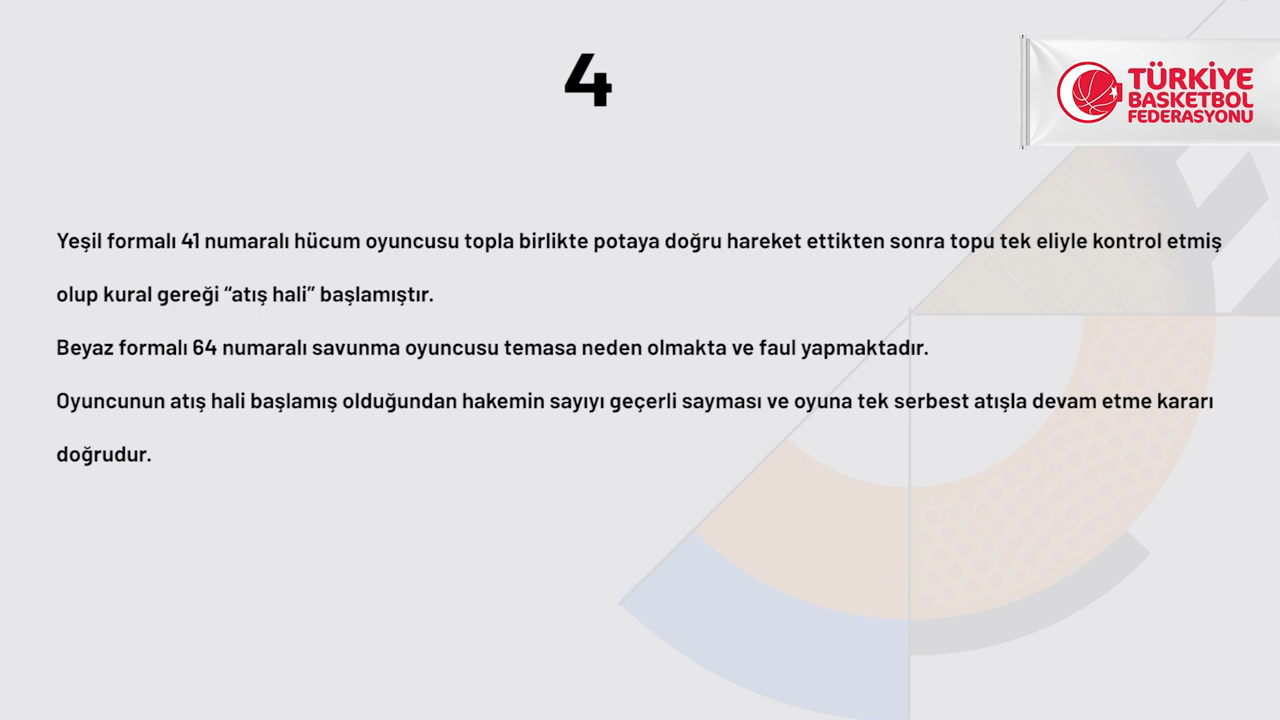 4
TÜRKİYE
BASKETBOL
FEDERASYONU
Yeşil formalı 41 numaralı hücum oyuncusu topla birlikte potaya doğru hareket ettikten sonra topu tek eliyle kontrol etmiş
olup kural gereği “atış hali” başlamıştır.
Beyaz formalı 64 numaralı savunma oyuncusu temasa neden olmakta ve faul yapmaktadır.
Oyuncunun atış hali başlamış olduğundan hakemin sayıyı geçerli sayması ve oyuna tek serbest atışla devam etme kararı
doğrudur.